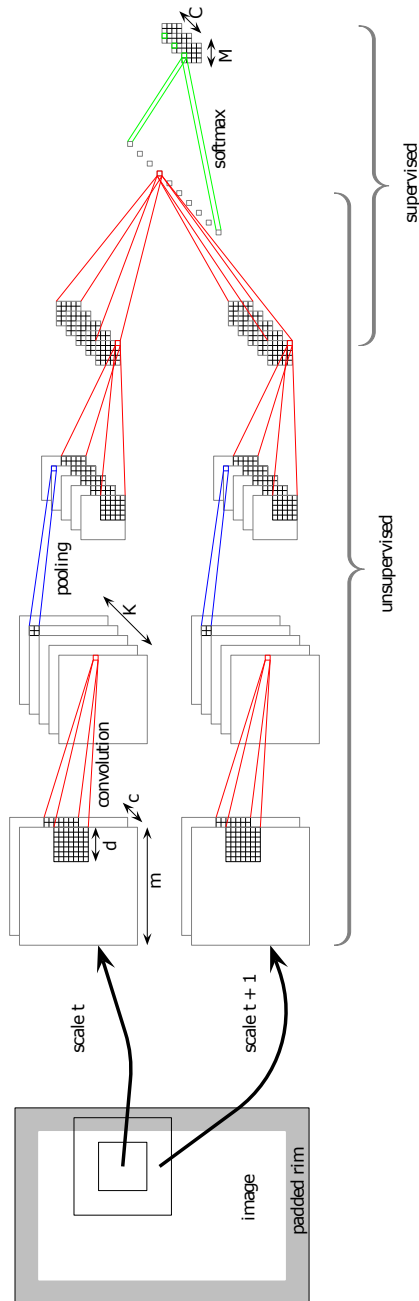 image
padded rim
scale t
scale t + 1
m
d
c
convolution
K
pooling
unsupervised
softmax
supervised
M
C